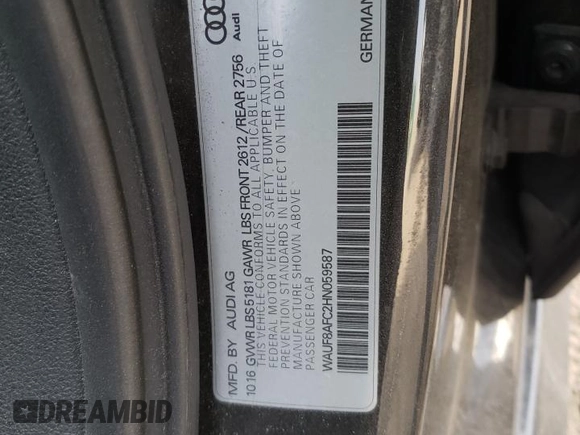 MFD. BY AUDI AG
10 16 GVWR LBS 5181 GAWR LBS FRONT 2612 / REAR 2756
THIS VEHICLE CONFORMS TO ALL APPLICABLE U S
FEDERAL MOTOR VEHICLE SAFETY, BUMPER AND THEFT
PREVENTION STANDARDS IN EFFECT ON THE DATE OF
MANUFACTURE SHOWN ABOVE
PASSENGER CAR
WAUF8AFC2HN059587
Audi
GERMAN
DREAMBID